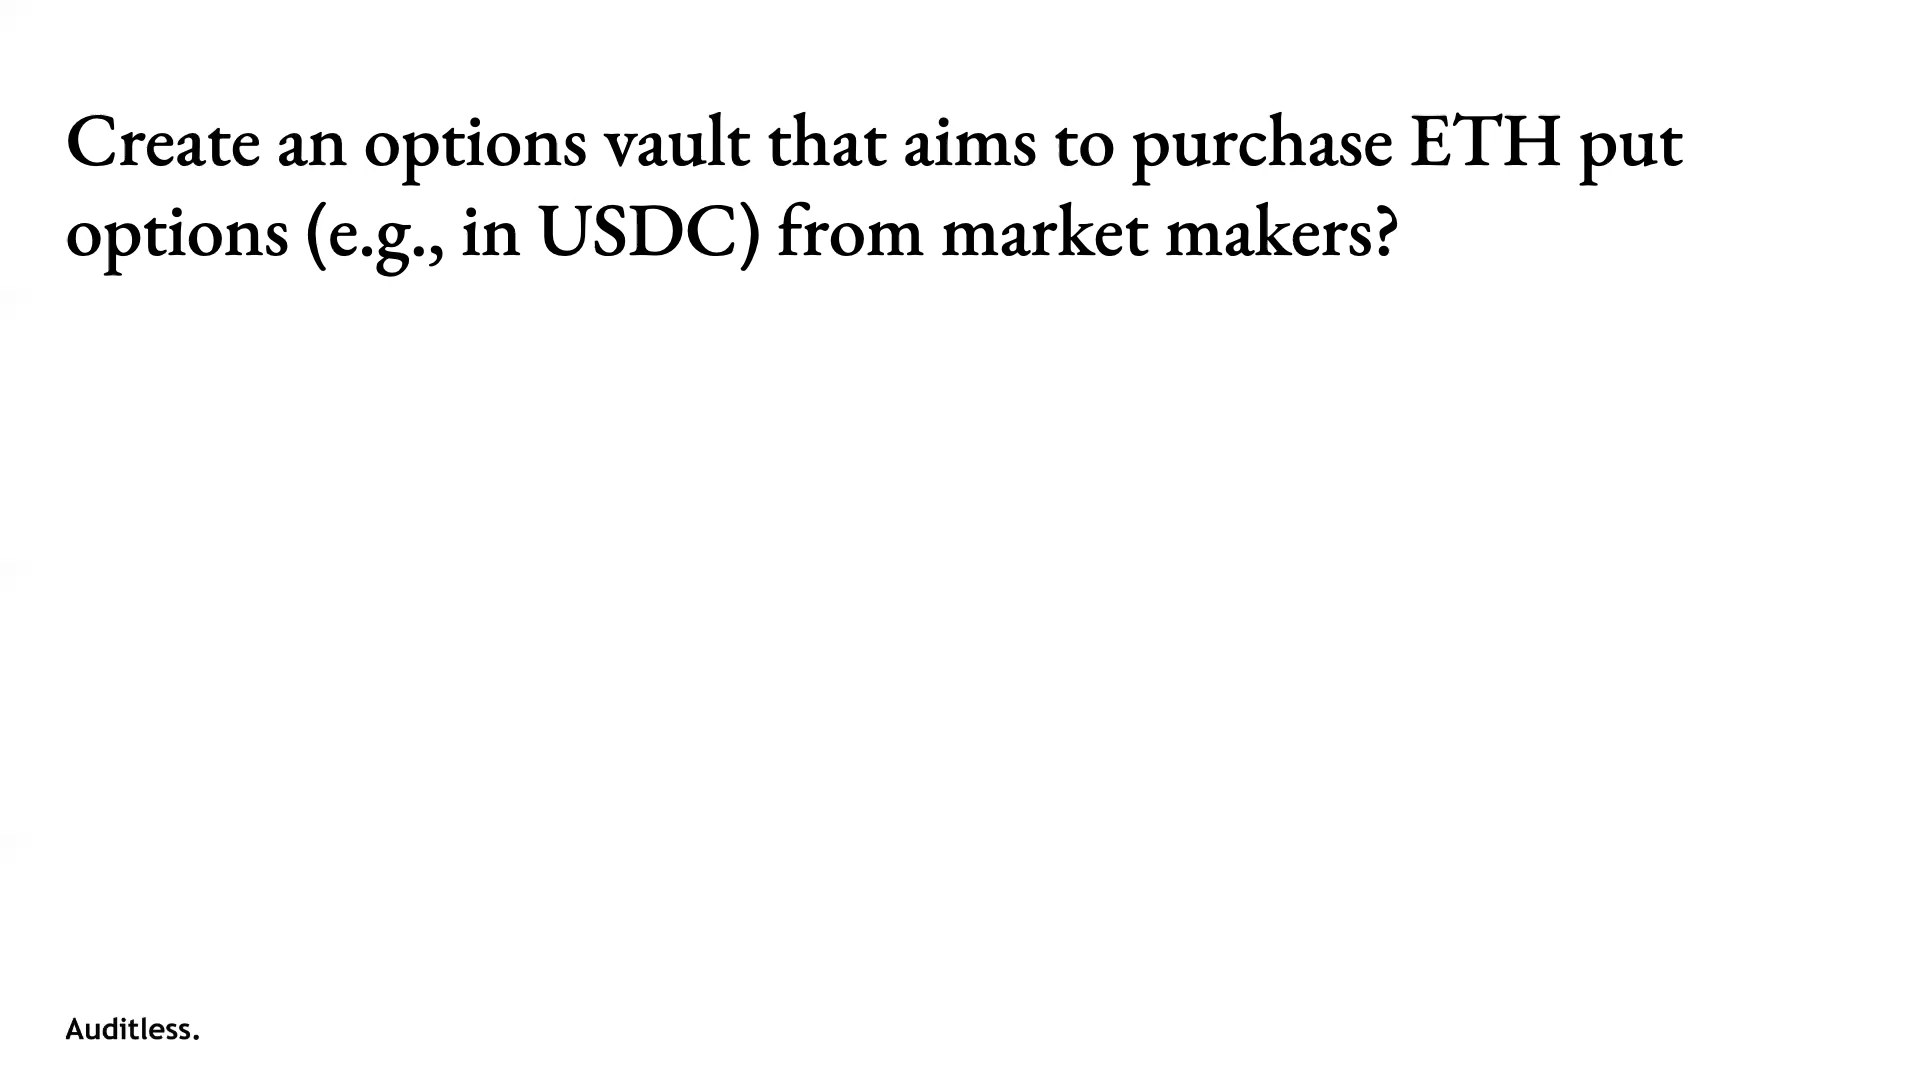 Create an options vault that aims to purchase ETH put
options (e.g., in USDC) from market makers?
Auditless.